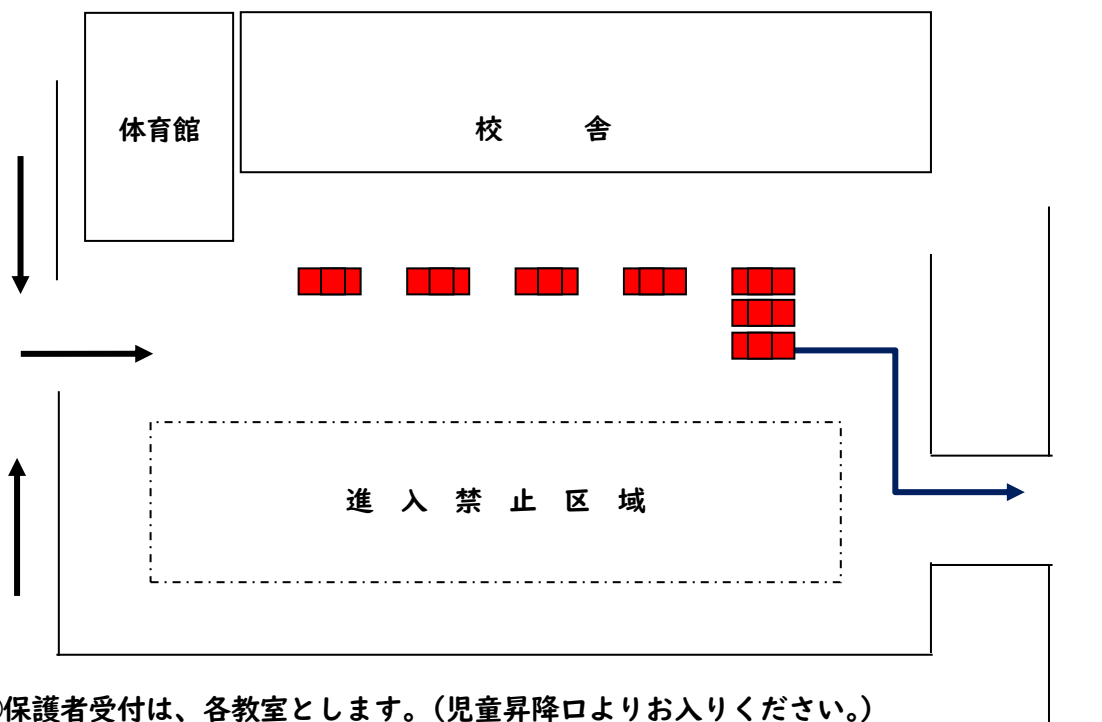 体育館
校 舎
進 入 禁 止 区 域
保護者受付は、各教室とします。（児童昇降口よりお入りください。）